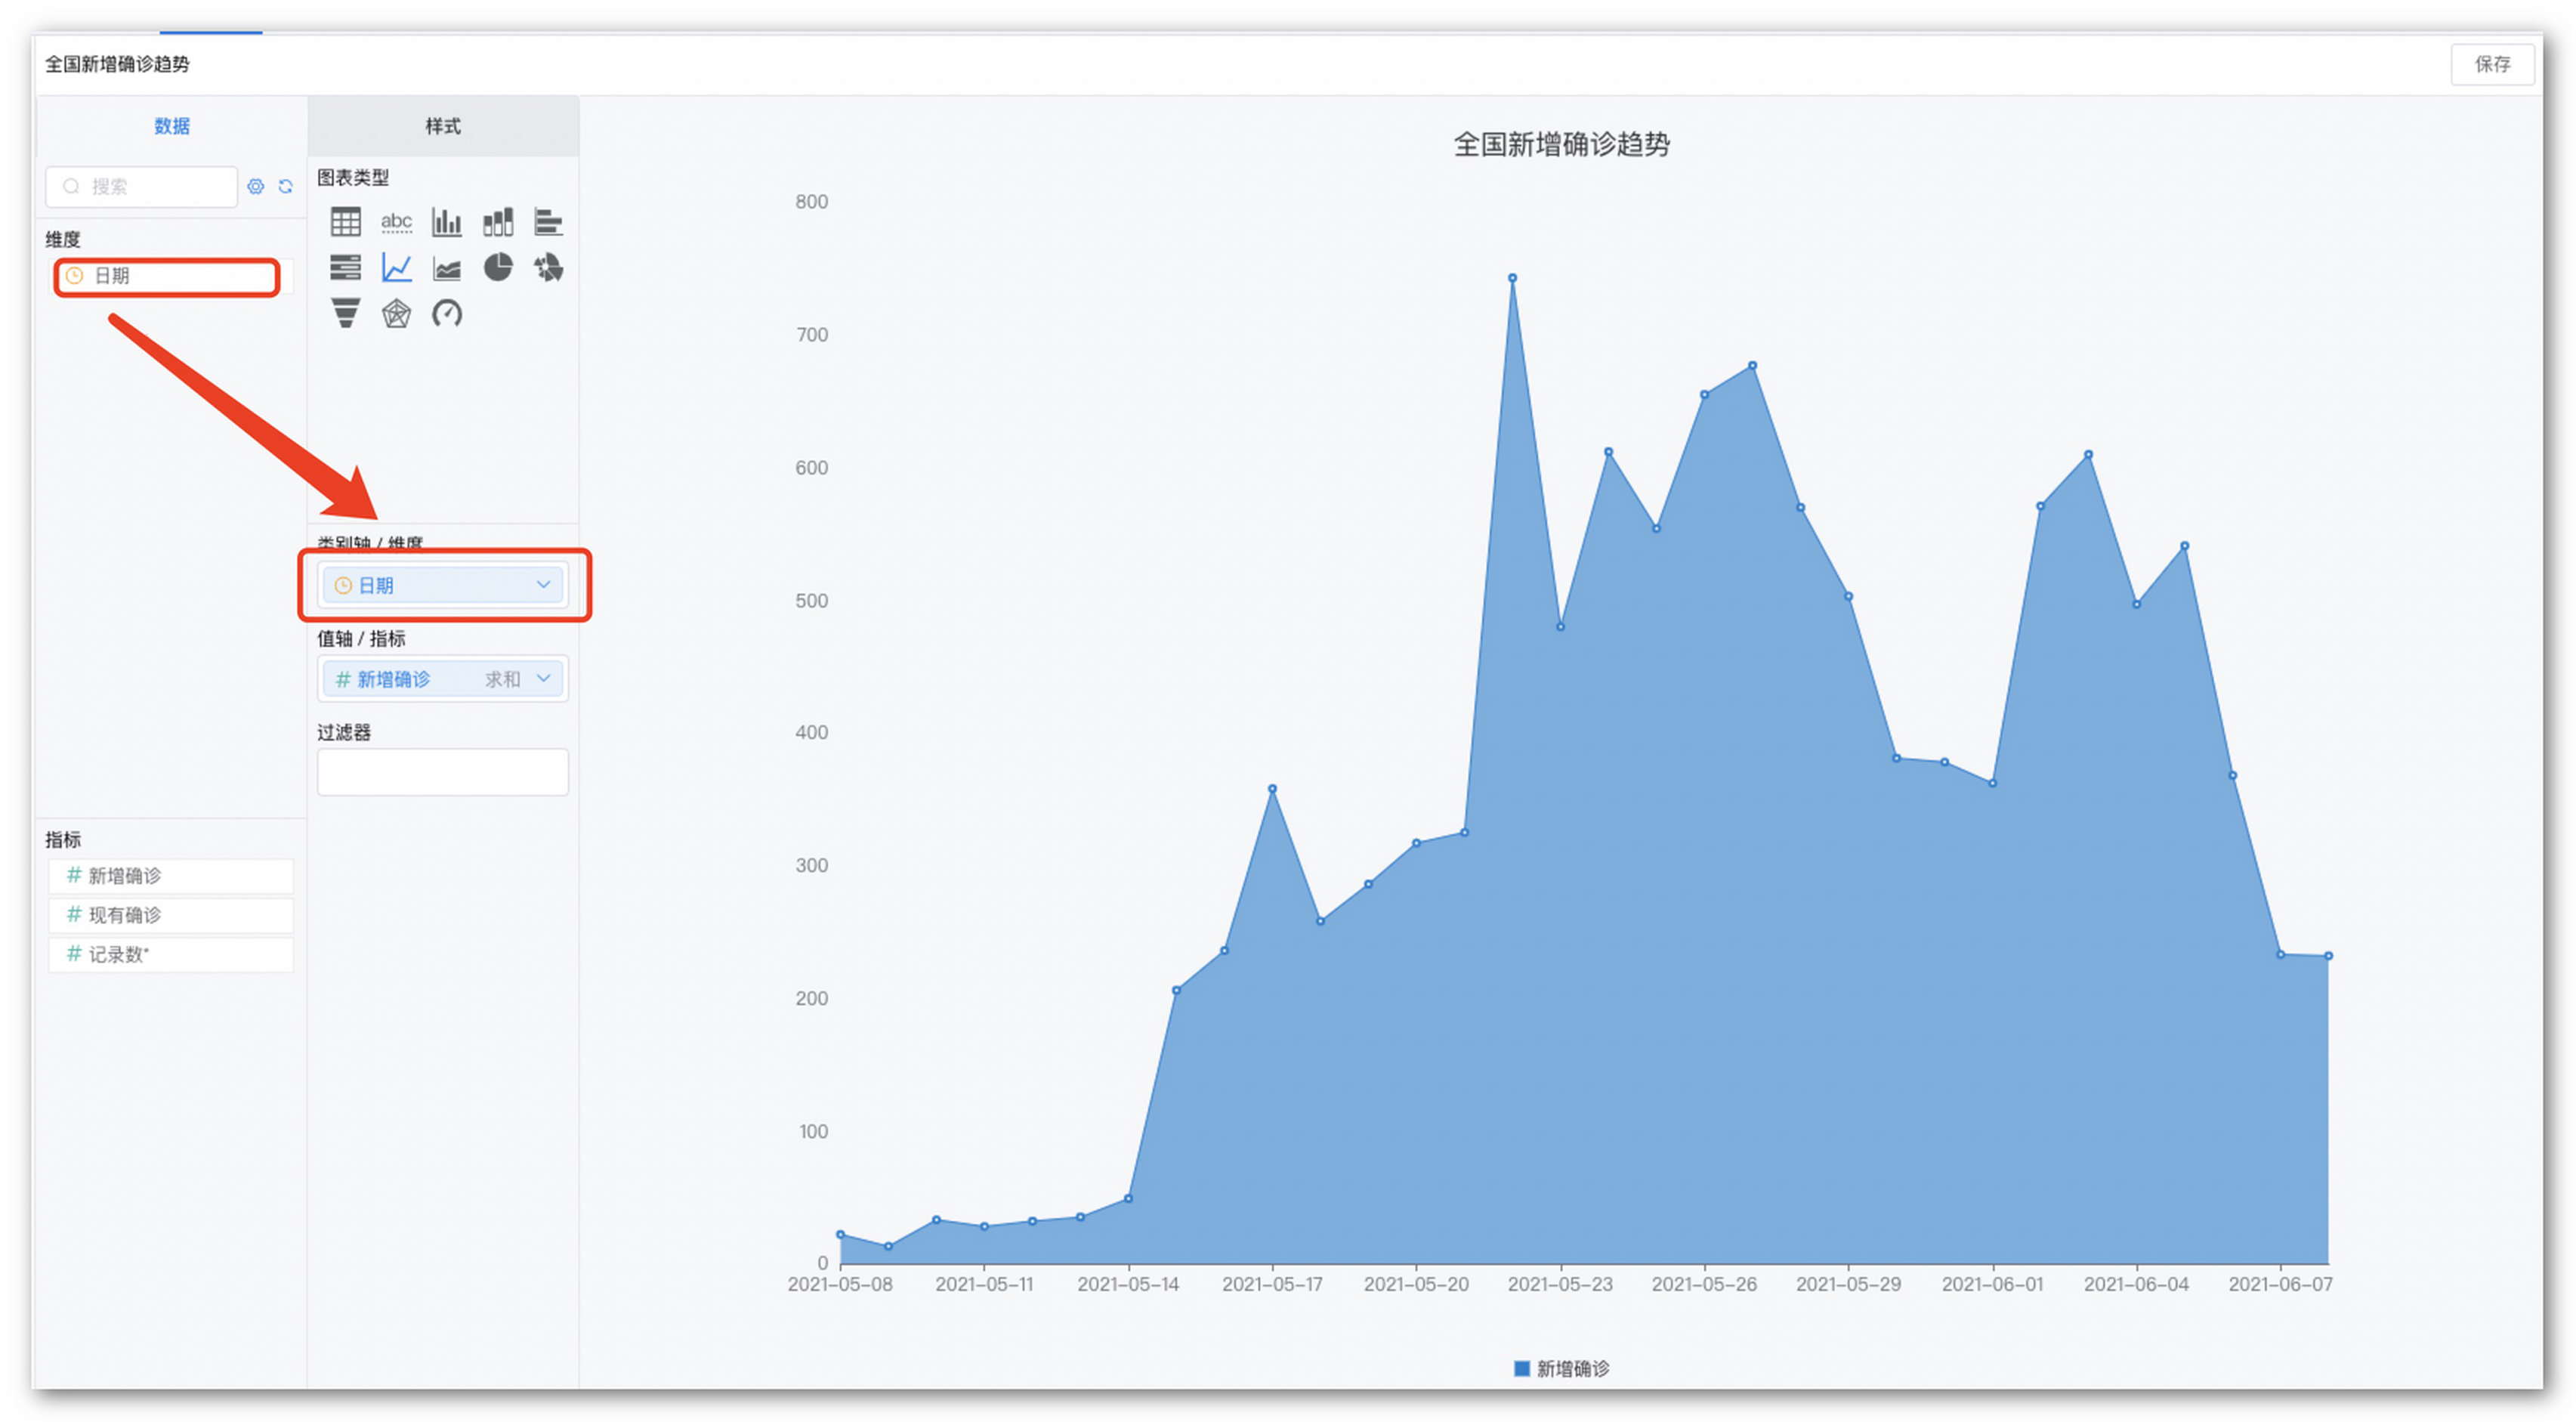 全国新增确诊趋势
保存
数据
样式
搜索
维度
日期
图表类型
abc
类别轴 / 维度
日期
值轴 / 指标
# 新增确诊 求和
过滤器
指标
# 新增确诊
# 现有确诊
# 记录数*
全国新增确诊趋势
800
700
600
500
400
300
200
100
0
2021-05-08 2021-05-11 2021-05-14 2021-05-17 2021-05-20 2021-05-23 2021-05-26 2021-05-29 2021-06-01 2021-06-04 2021-06-07
新增确诊